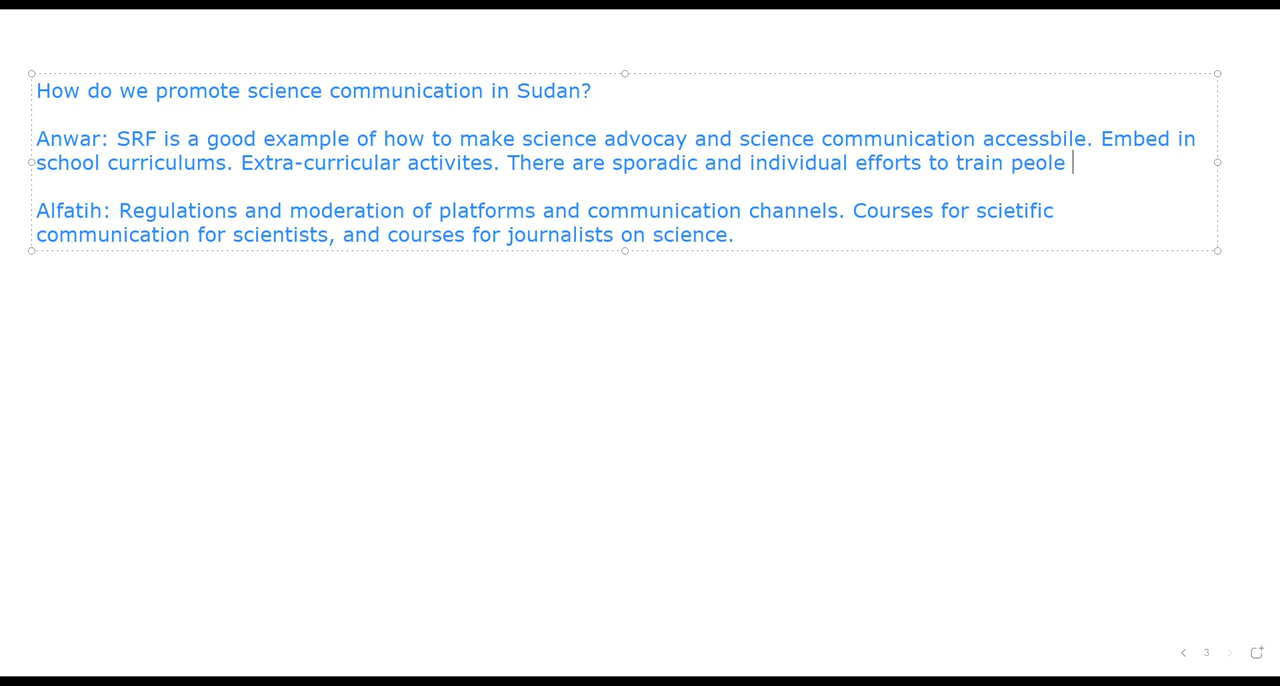 How do we promote science communication in Sudan?
Anwar: SRF is a good example of how to make science advocay and science communication accessbile. Embed in
school curriculums. Extra-curricular activites. There are sporadic and individual efforts to train peole
Alfatih: Regulations and moderation of platforms and communication channels. Courses for scietific
communication for scientists, and courses for journalists on science.
3